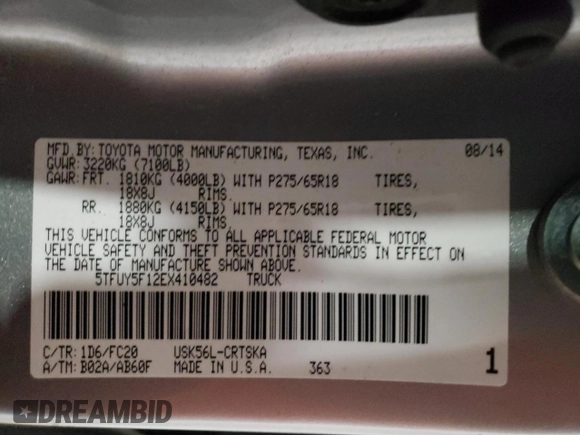 MFD.BY:TOYOTA MOTOR MANUFACTURING, TEXAS, INC. 08/14
GVWR:3220KG (7100LB)
GAWR:FRT. 1810KG (4000LB) WITH P275/65R18 TIRES,
18X8J RIMS.
RR. 1880KG (4150LB) WITH P275/65R18 TIRES,
18X8J RIMS.
THIS VEHICLE CONFORMS TO ALL APPLICABLE FEDERAL MOTOR
VEHICLE SAFETY AND THEFT PREVENTION STANDARDS IN EFFECT ON
THE DATE OF MANUFACTURE SHOWN ABOVE.
5TFUY5F12EX410482 TRUCK
C/TR:1D6/FC20 USK56L-CRTSKA
A/TM:B02A/AB60F MADE IN U.S.A. 363 1
DREAMBID